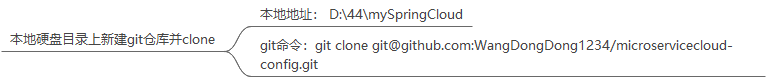 本地硬盘目录上新建git仓库并clone
本地地址： D:\44\mySpringCloud
git命令：git clone git@github.com:WangDongDong1234/microservicecloud-
config.git